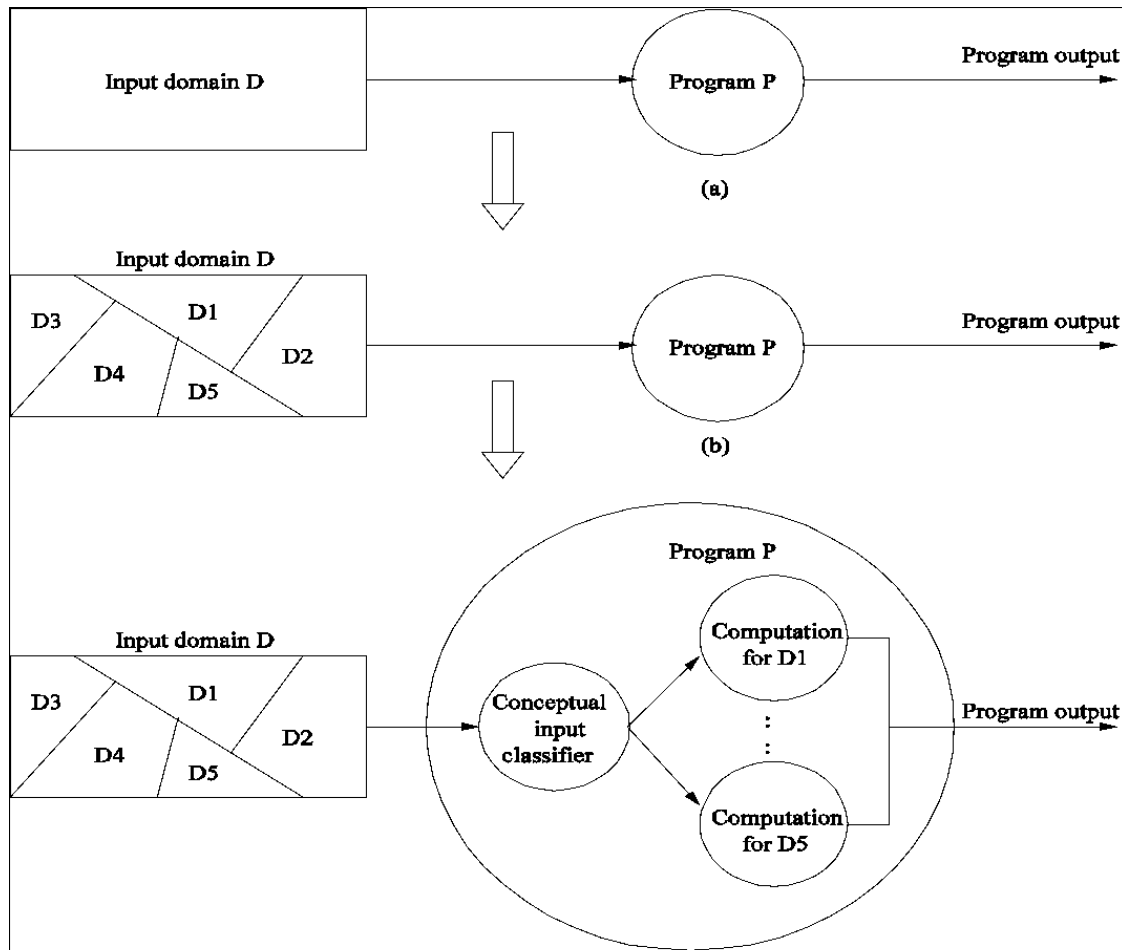 Input domain D
Program P
Program output
(a)
Input domain D
D3
D1
D4
D5
D2
Program P
Program output
(b)
Input domain D
D3
D1
D4
D5
D2
Program P
Conceptual
input
classifier
Computation
for D1
:
:
Computation
for D5
Program output